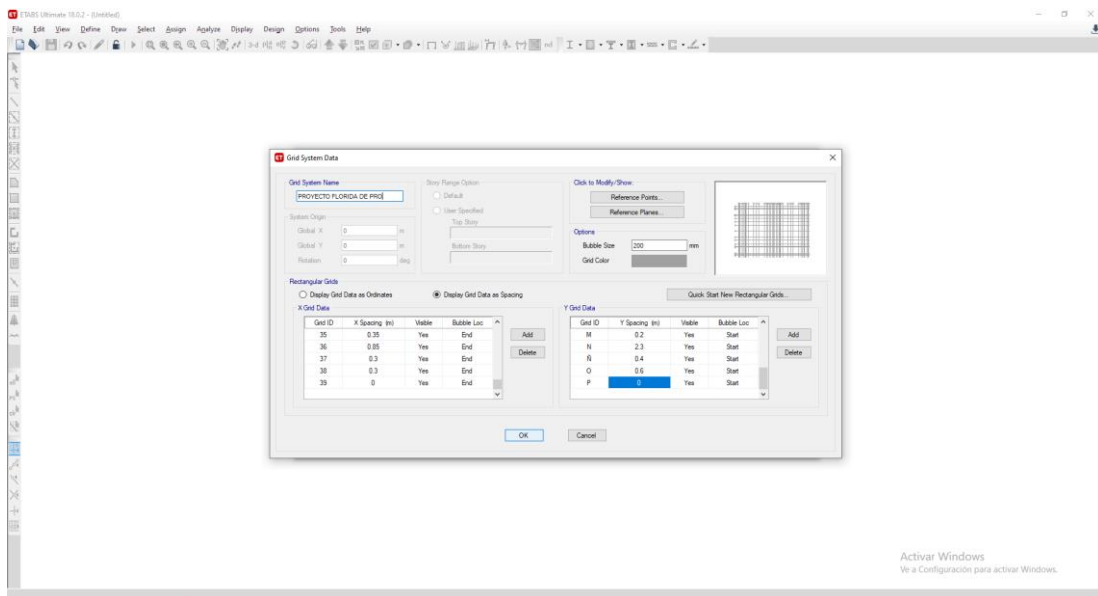 ETABS Ultimate 18.0.2 - (Untitled)
File Edit View Define Draw Select Assign Analyze Display Design Options Tools Help
Grid System Data
Grid System Name
PROYECTO FLORIDA DE PRO
System Origin
Global X 0 m
Global Y 0 m
Rotation 0 deg
Story Range Option
Default
User Specified
Top Story
Bottom Story
Click to Modify/Show:
Reference Points...
Reference Planes...
Options
Bubble Size 200 mm
Grid Color
Rectangular Grids
Display Grid Data as Ordinates Display Grid Data as Spacing Quick Start New Rectangular Grids...
X Grid Data
Grid ID X Spacing (m) Visible Bubble Loc
35 0.35 Yes End
36 0.85 Yes End
37 0.3 Yes End
38 0.3 Yes End
39 0 Yes End
Add
Delete
Y Grid Data
Grid ID Y Spacing (m) Visible Bubble Loc
M 0.2 Yes Start
N 2.3 Yes Start
Ñ 0.4 Yes Start
O 0.6 Yes Start
P 0 Yes Start
Add
Delete
OK Cancel
Activar Windows
Ve a Configuración para activar Windows.